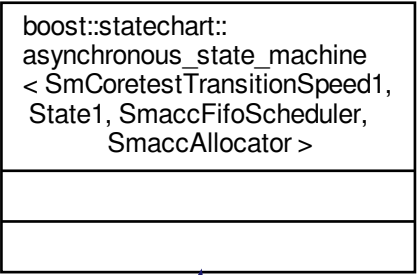 boost::statechart::
asynchronous_state_machine
< SmCoretestTransitionSpeed1,
State1, SmaccFifoScheduler,
SmaccAllocator >